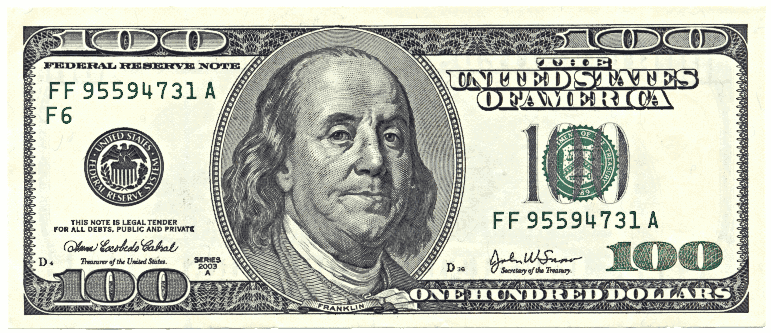 100
100
FEDERAL RESERVE NOTE
THE
UNITED STATES
OF AMERICA
FF 95594731 A
F6
UNITED STATES
FEDERAL RESERVE SYSTEM
100
FF 95594731 A
THIS NOTE IS LEGAL TENDER
FOR ALL DEBTS, PUBLIC AND PRIVATE
Anna Escobedo Cabral
Treasurer of the United States.
SERIES
2003
A
D4
D36
John W Snow
Secretary of the Treasury.
100
100
FRANKLIN
ONE HUNDRED DOLLARS